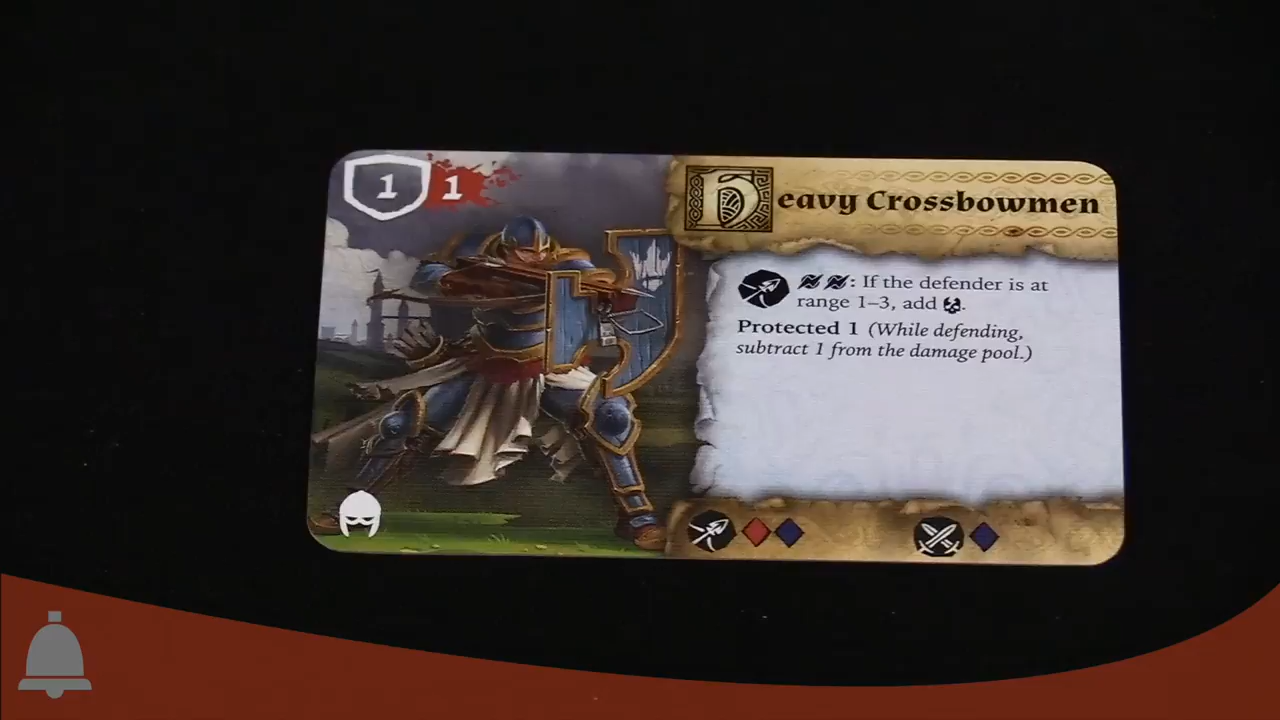 1 1
Heavy Crossbowmen
: If the defender is at
range 1–3, add .
Protected 1 (While defending,
subtract 1 from the damage pool.)